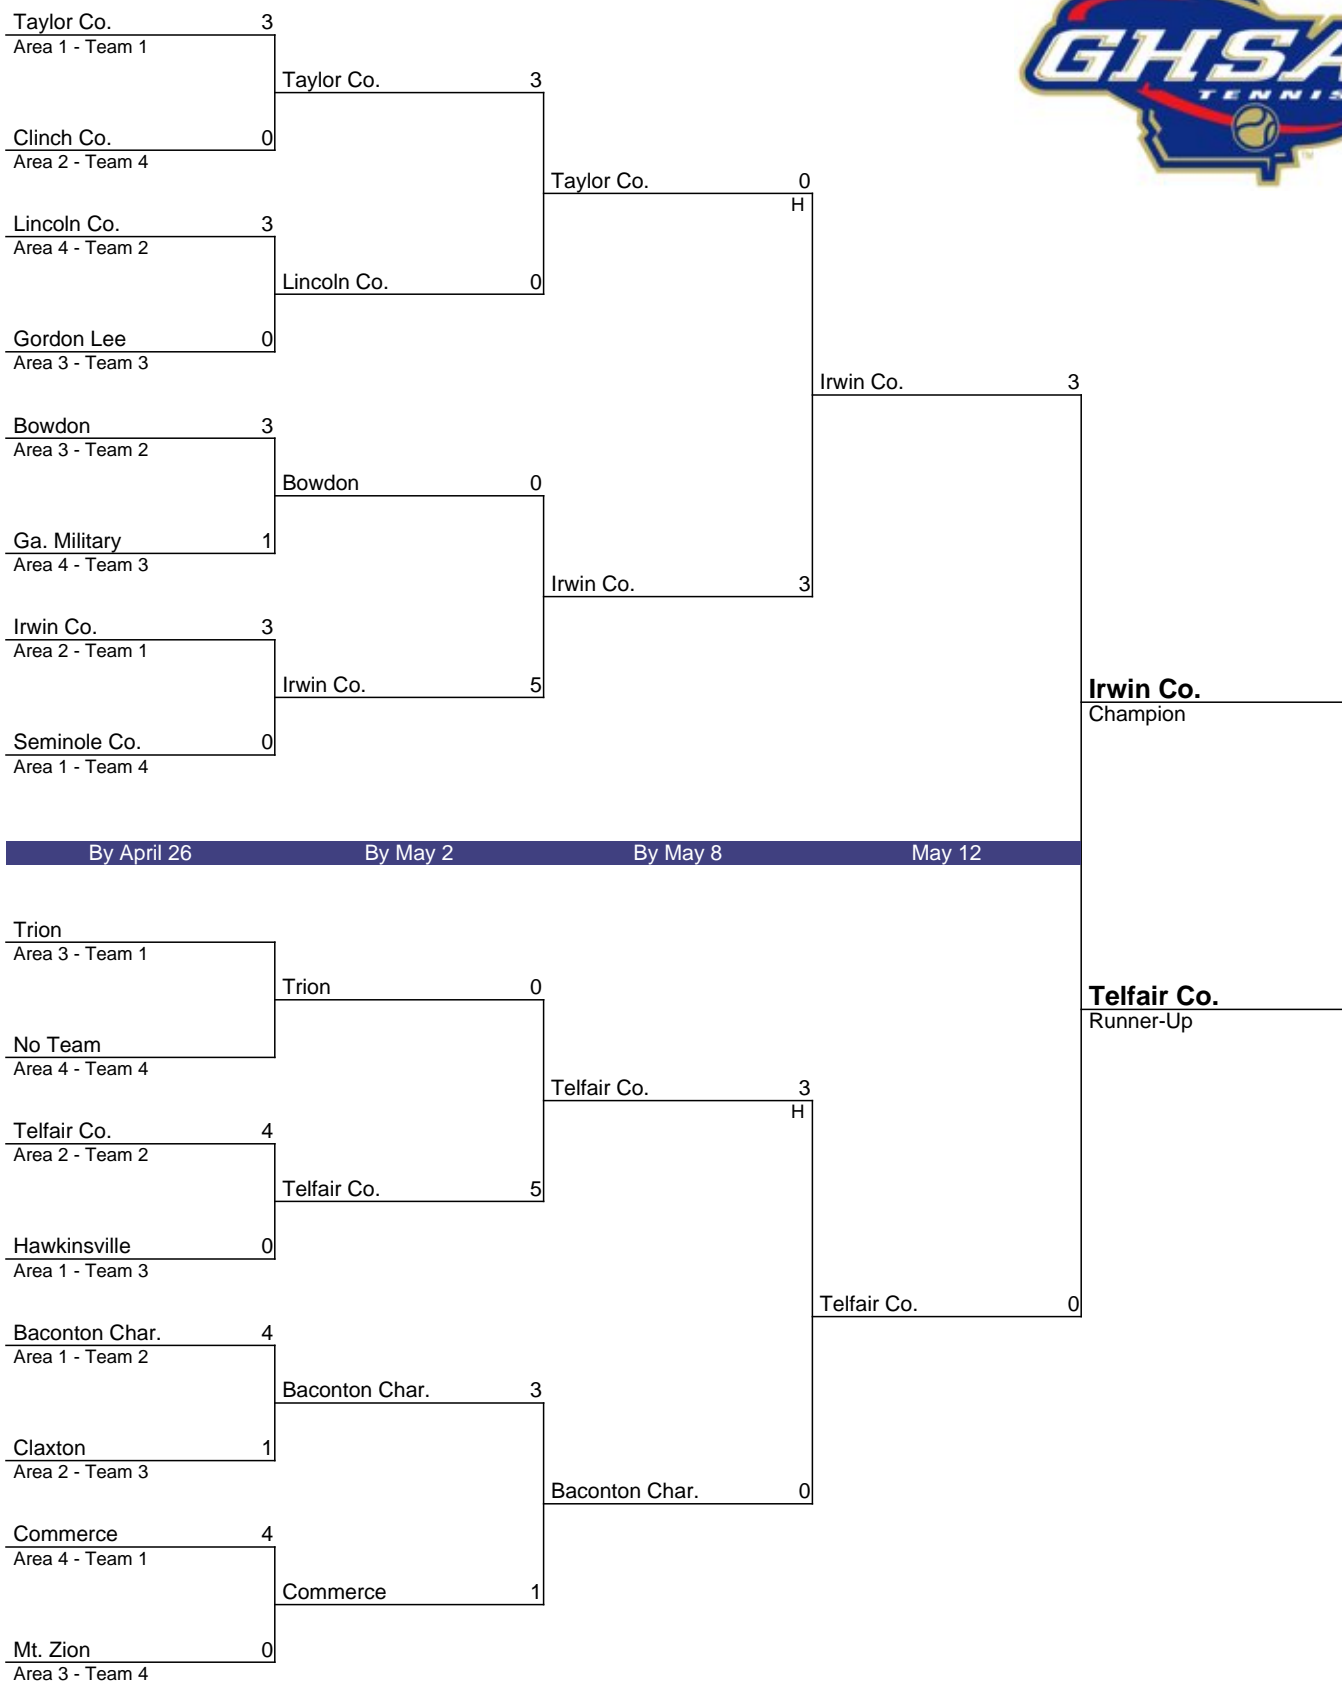 GHSA
TENNIS
Taylor Co. 3
Area 1 - Team 1
Taylor Co. 3
Clinch Co. 0
Area 2 - Team 4
Taylor Co. 0
H
Lincoln Co. 3
Area 4 - Team 2
Lincoln Co. 0
Gordon Lee 0
Area 3 - Team 3
Irwin Co. 3
Bowdon 3
Area 3 - Team 2
Bowdon 0
Ga. Military 1
Area 4 - Team 3
Irwin Co. 3
Irwin Co. 3
Area 2 - Team 1
Irwin Co. 5
Irwin Co.
Champion
Seminole Co. 0
Area 1 - Team 4
By April 26 By May 2 By May 8 May 12
Trion
Area 3 - Team 1
Trion 0
Telfair Co.
Runner-Up
No Team
Area 4 - Team 4
Telfair Co. 3
H
Telfair Co. 4
Area 2 - Team 2
Telfair Co. 5
Hawkinsville 0
Area 1 - Team 3
Telfair Co. 0
Baconton Char. 4
Area 1 - Team 2
Baconton Char. 3
Claxton 1
Area 2 - Team 3
Baconton Char. 0
Commerce 4
Area 4 - Team 1
Commerce 1
Mt. Zion 0
Area 3 - Team 4